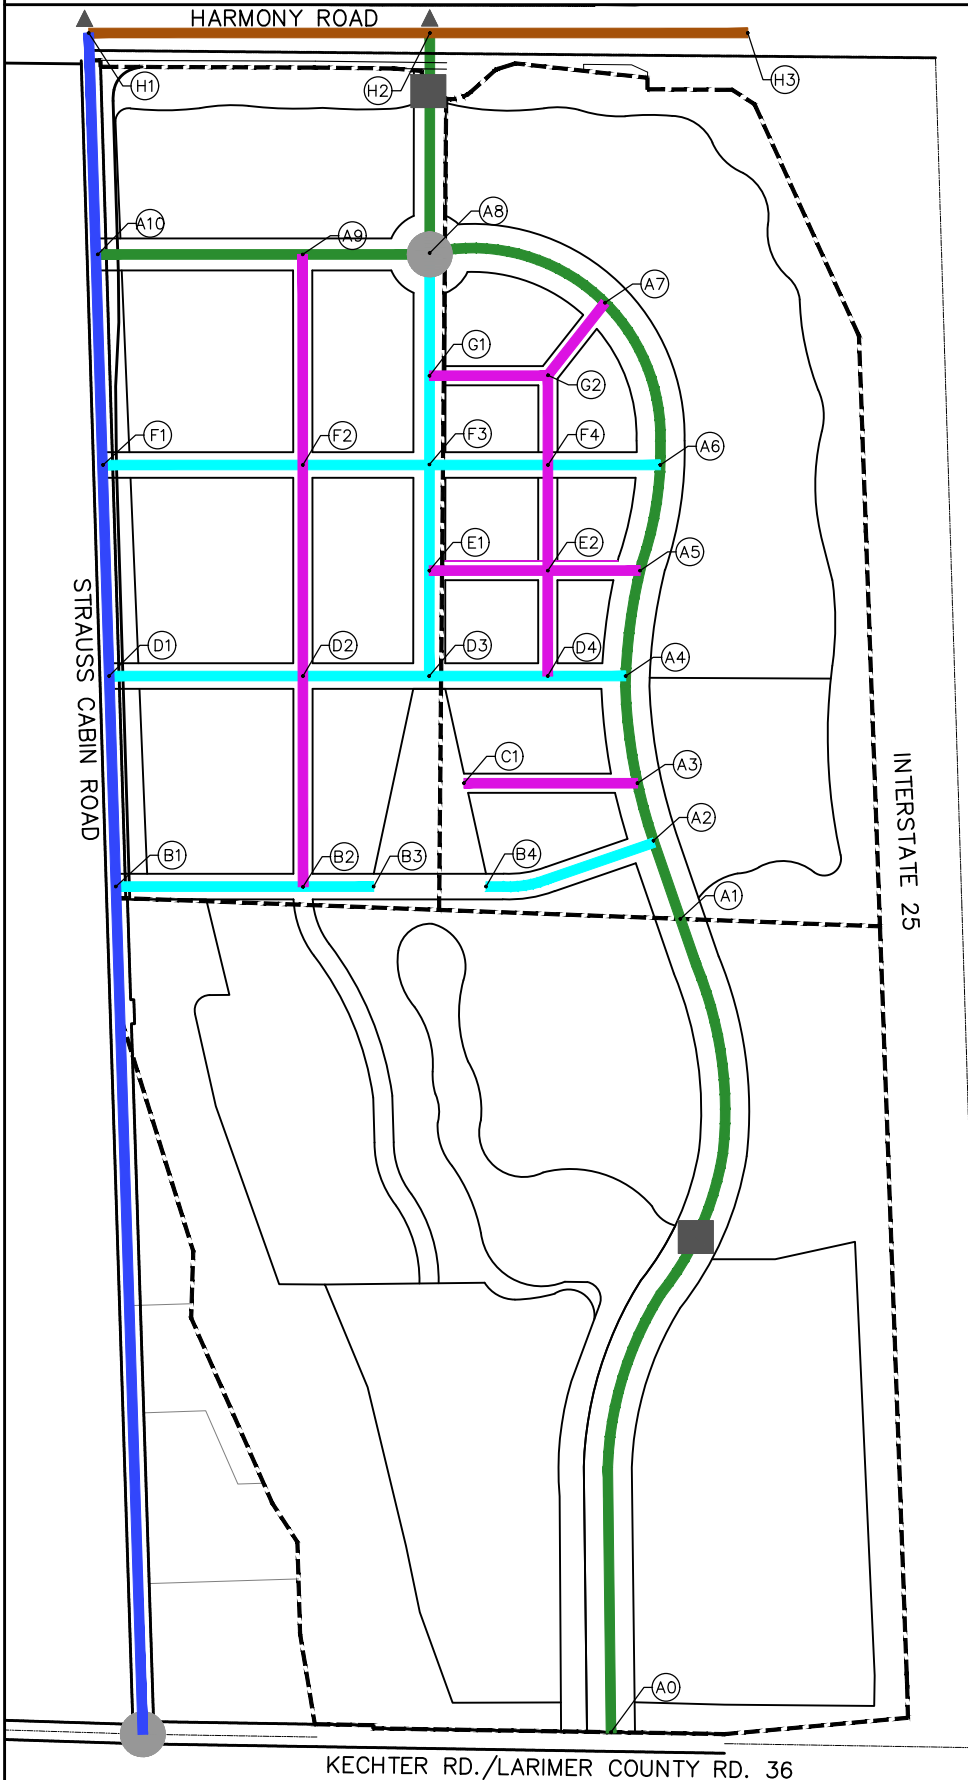 HARMONY ROAD
H1
H2
H3
A10
A9
A8
A7
G1
G2
F1
F2
F3
F4
A6
E1
E2
A5
STRAUSS CABIN ROAD
D1
D2
D3
D4
A4
C1
A3
INTERSTATE 25
A2
B1
B2
B3
B4
A1
A0
KECHTER RD./LARIMER COUNTY RD. 36